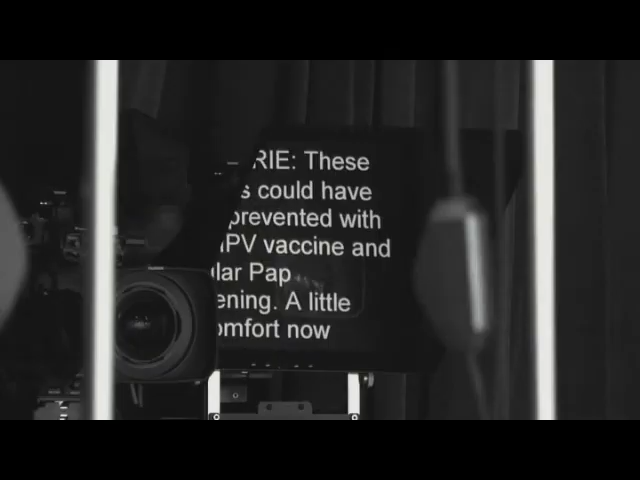 RIE: These
s could have
prevented with
PV vaccine and
lar Pap
ening. A little
omfort now